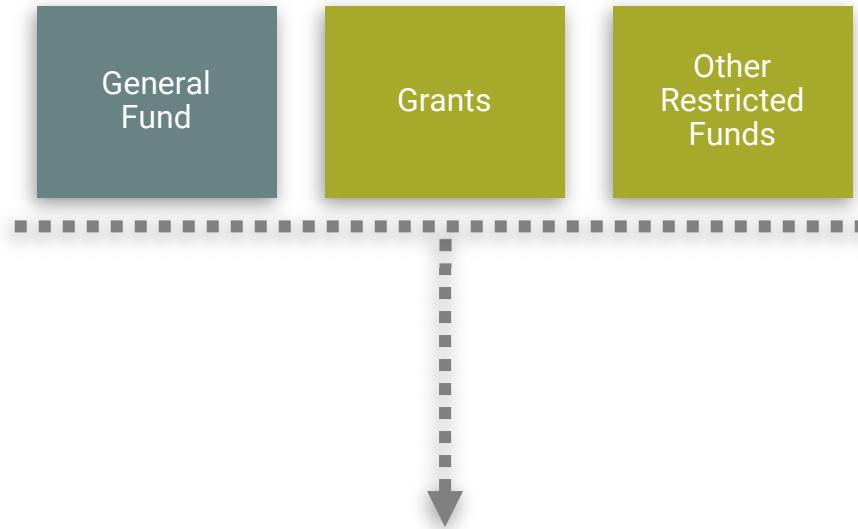 General
Fund
Grants
Other
Restricted
Funds